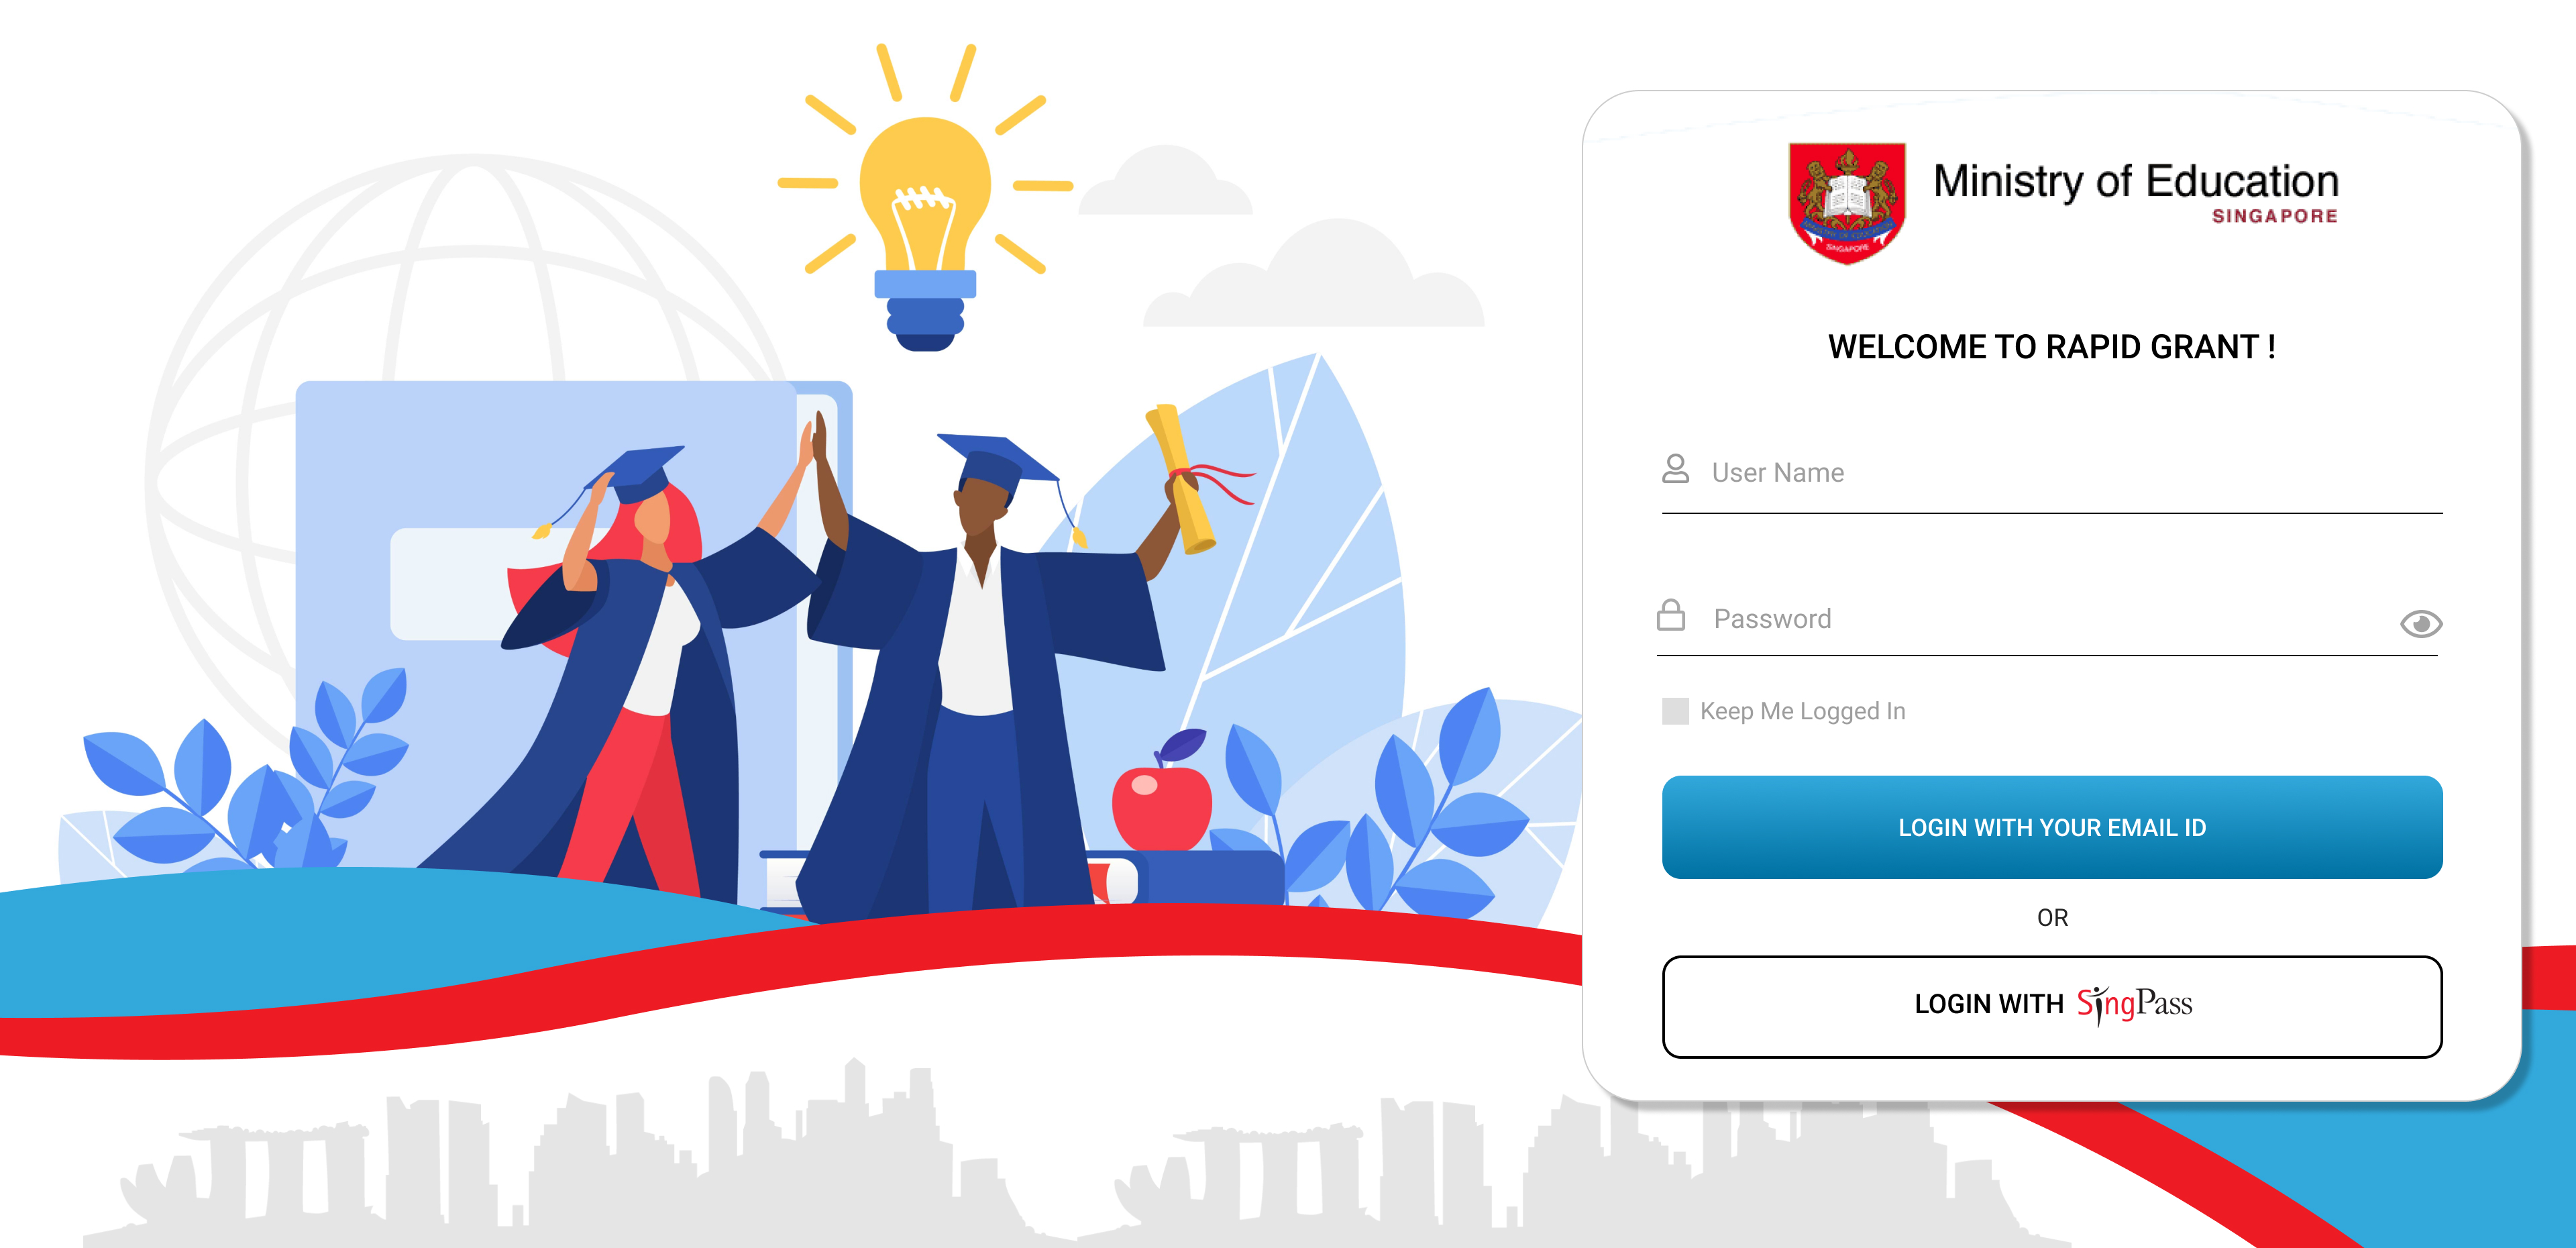 Ministry of Education
SINGAPORE
SINGAPORE
WELCOME TO RAPID GRANT !
User Name
Password
Keep Me Logged In
LOGIN WITH YOUR EMAIL ID
OR
LOGIN WITH SingPass